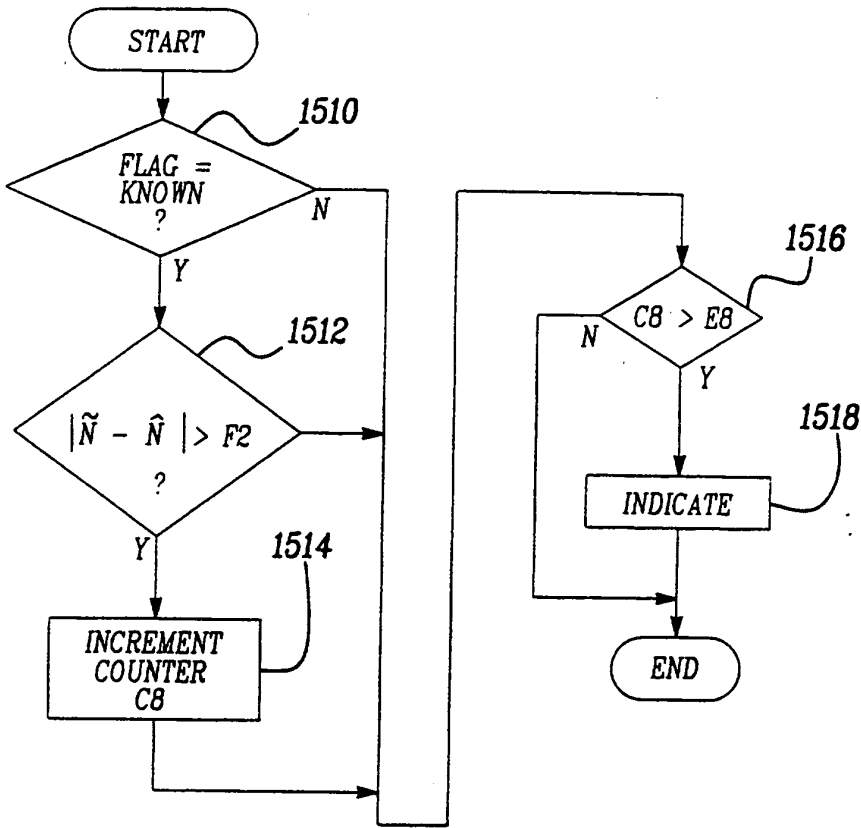 START
1510
FLAG =
KNOWN
?
N
Y
1512
|Ñ - N̂ | > F2
?
Y
1514
INCREMENT
COUNTER
C8
1516
C8 > E8
N
Y
1518
INDICATE
END